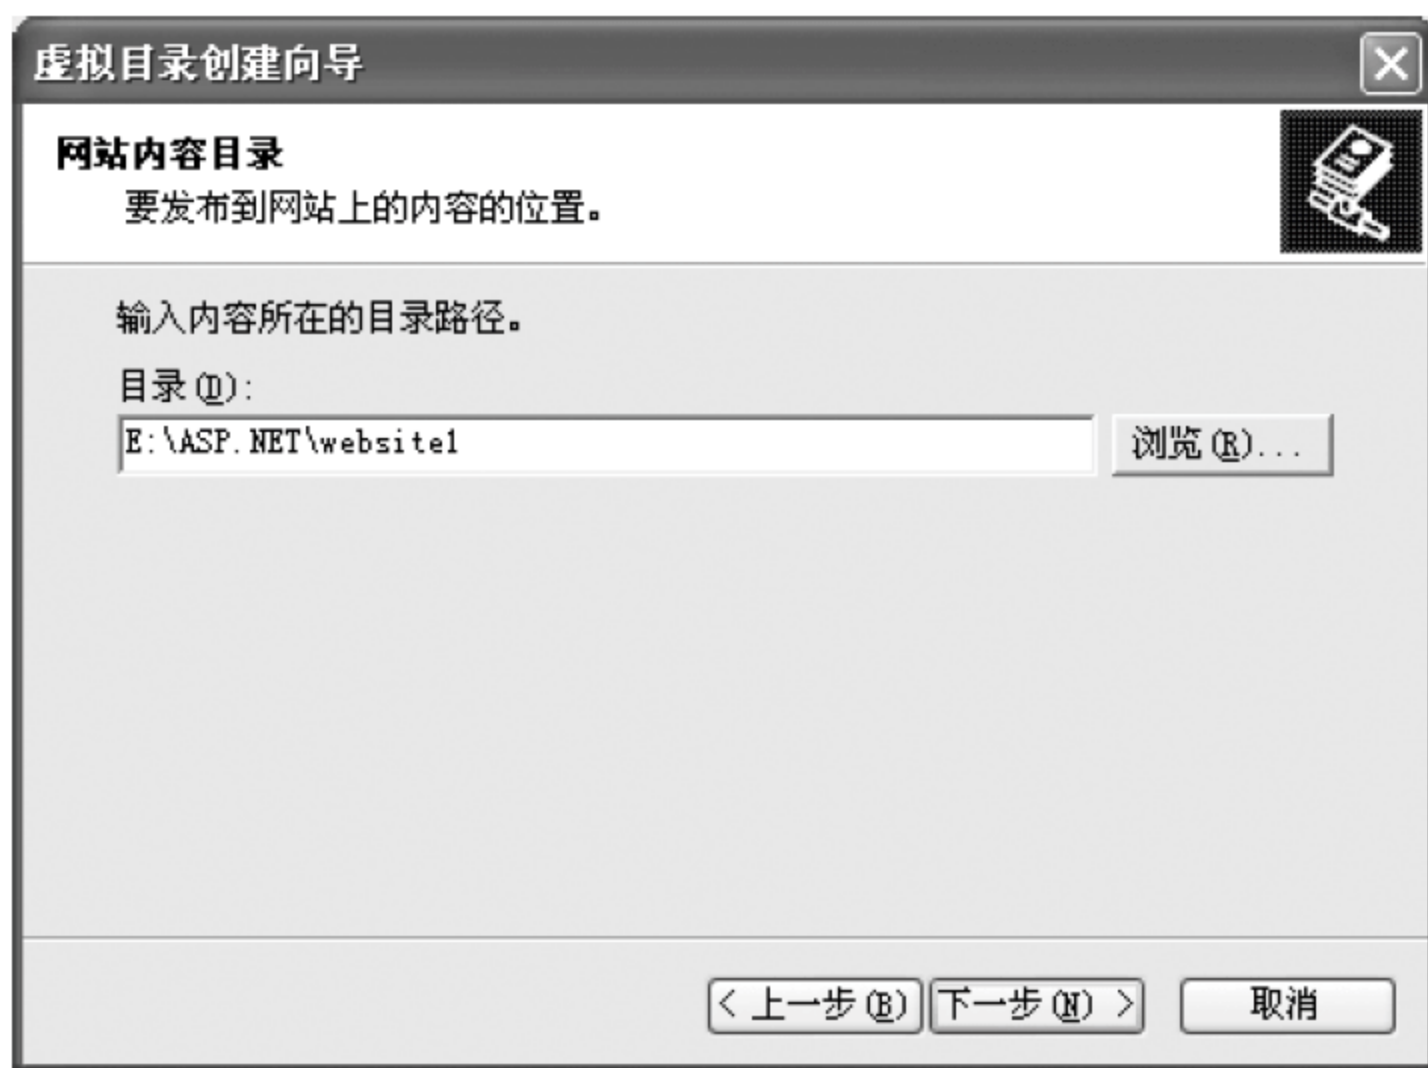 虚拟目录创建向导
网站内容目录
要发布到网站上的内容的位置。
输入内容所在的目录路径。
目录(D):
E:\ASP.NET\website1
浏览(R)...
< 上一步(B)
下一步(N) >
取消